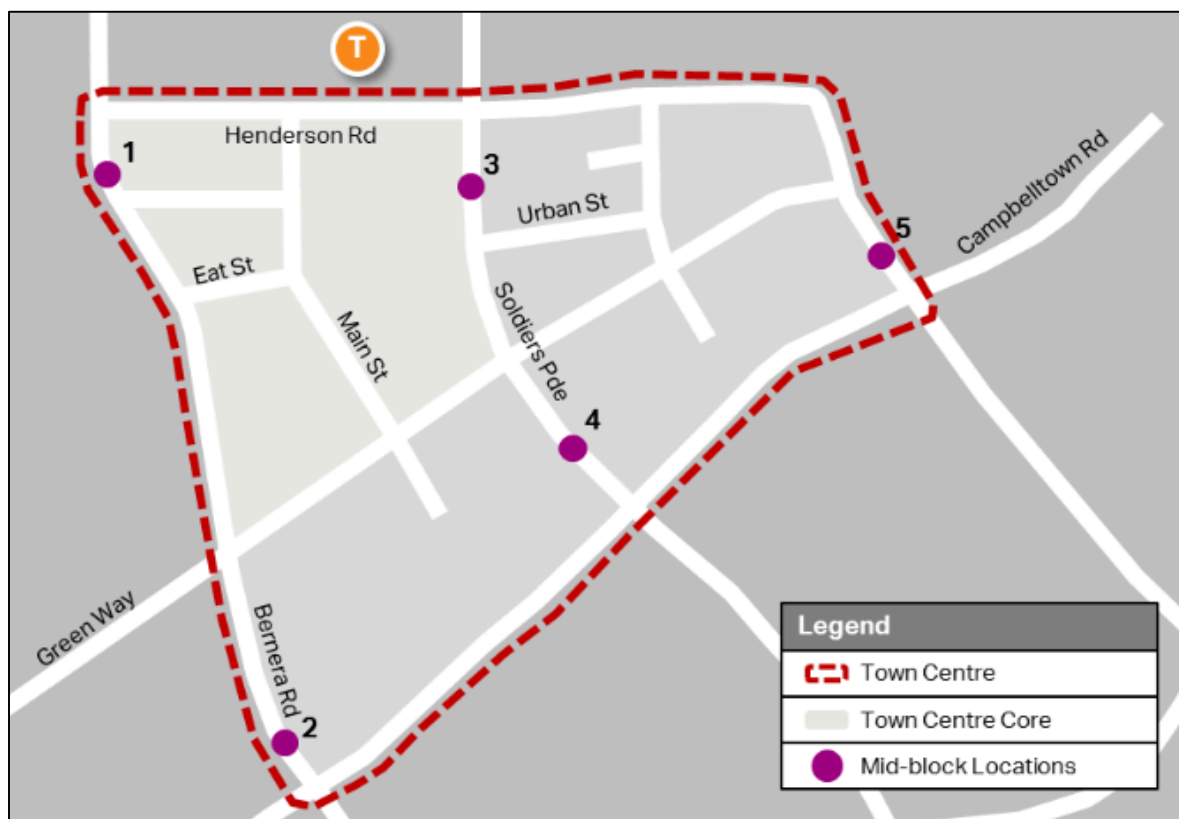 T
Henderson Rd
1
3
Urban St
Campbelltown Rd
5
Eat St
Soldiers Pde
Main St
4
Green Way
Bernera Rd
2
Legend
Town Centre
Town Centre Core
Mid-block Locations